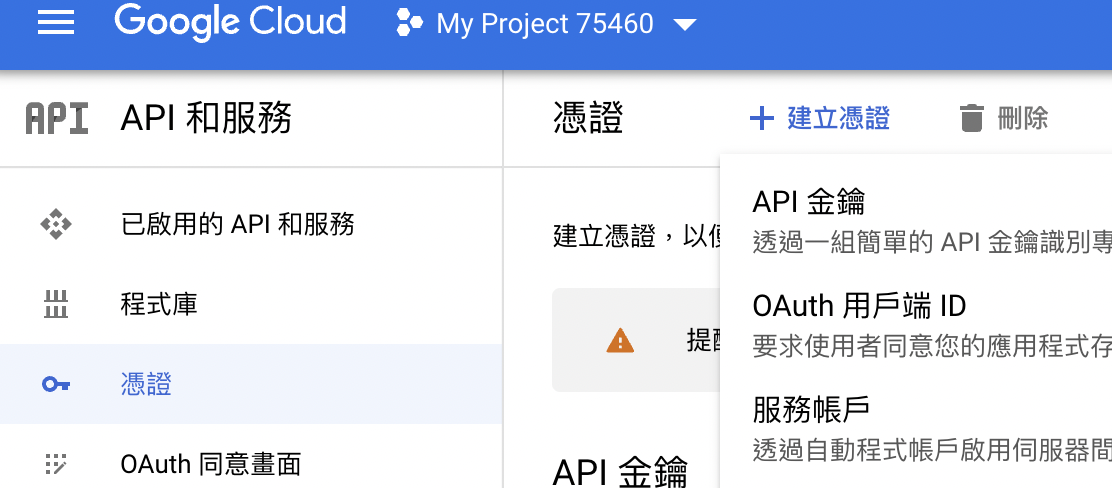 Google Cloud
My Project 75460
API
API 和服務
憑證
建立憑證
刪除
已啟用的 API 和服務
程式庫
憑證
OAuth 同意畫面
建立憑證，以
提
API 金鑰
API 金鑰
透過一組簡單的 API 金鑰識別專
OAuth 用戶端 ID
要求使用者同意您的應用程式存
服務帳戶
透過自動程式帳戶啟用伺服器間